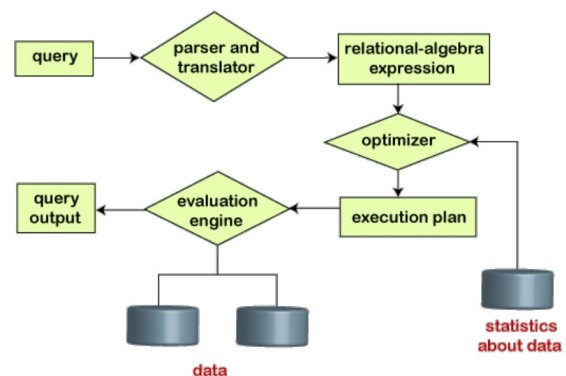 query
parser and
translator
relational-algebra
expression
optimizer
query
output
evaluation
engine
execution plan
statistics
about data
data